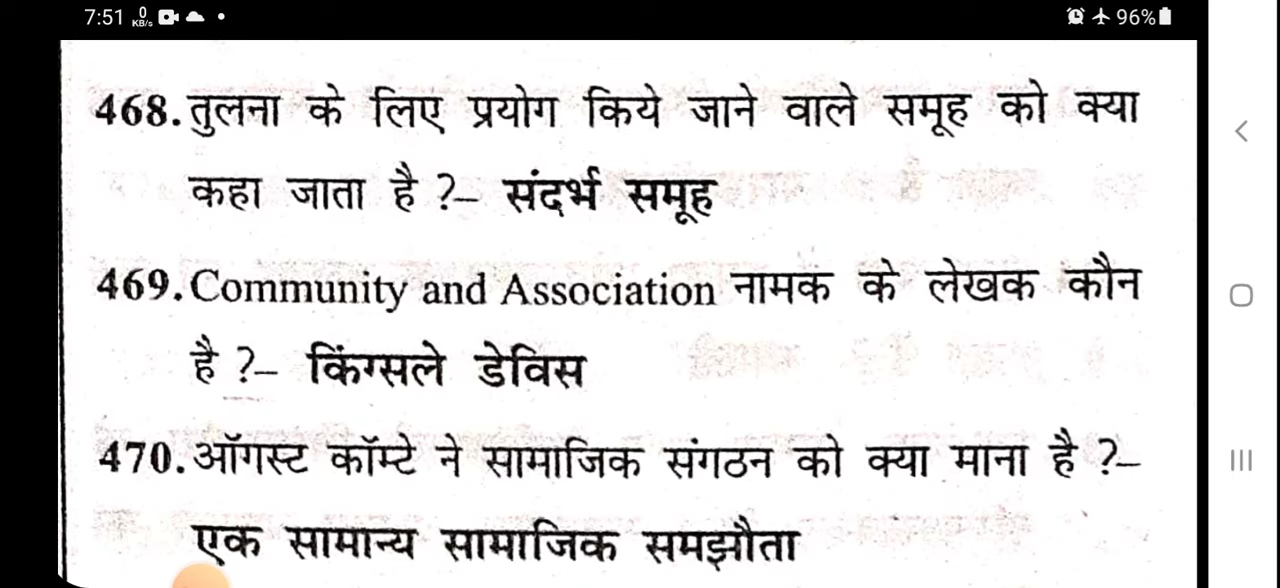 7:51 0 KB/s 96%
468. तुलना के लिए प्रयोग किये जाने वाले समूह को क्या
कहा जाता है ?– संदर्भ समूह
469. Community and Association नामक के लेखक कौन
है ?– किंग्सले डेविस
470. ऑगस्ट कॉम्टे ने सामाजिक संगठन को क्या माना है ?–
एक सामान्य सामाजिक समझौता